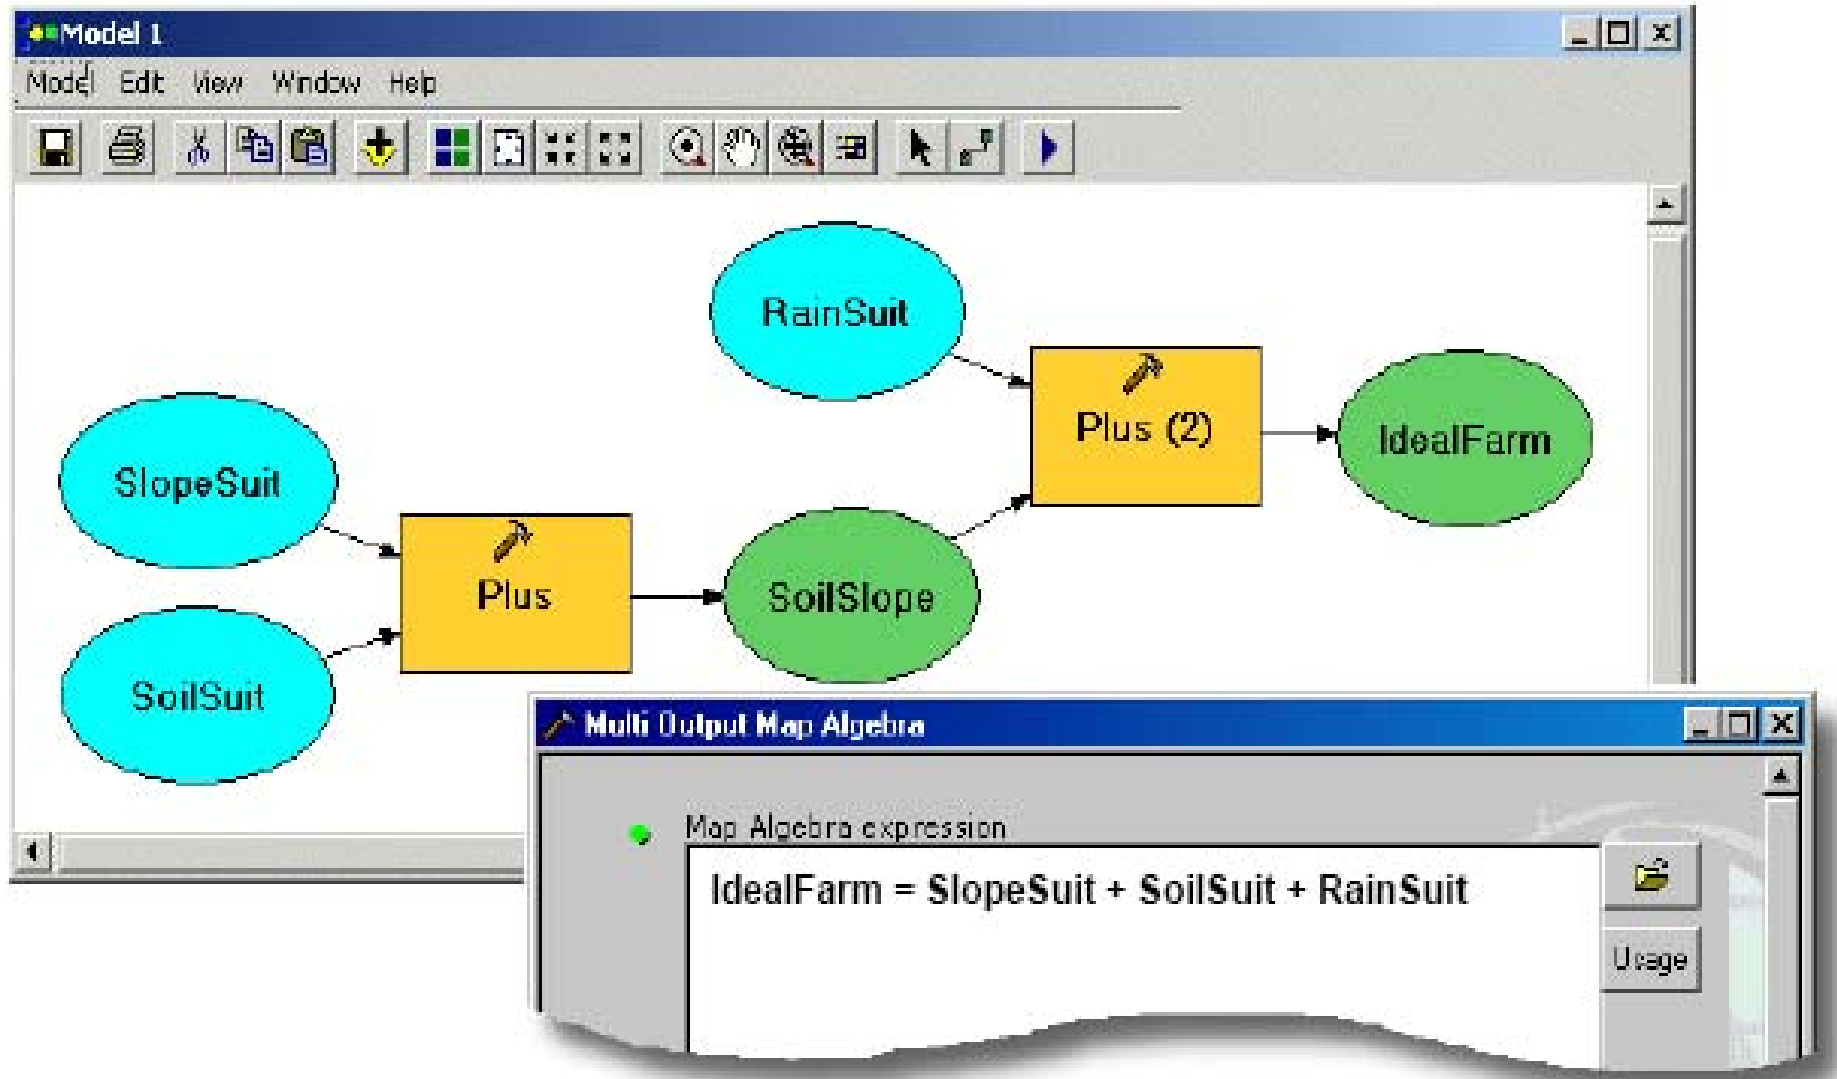 Model 1
Model Edit View Window Help
RainSuit
Plus (2)
IdealFarm
SlopeSuit
Plus
SoilSlope
SoilSuit
Multi Output Map Algebra
Map Algebra expression
IdealFarm = SlopeSuit + SoilSuit + RainSuit
Usage